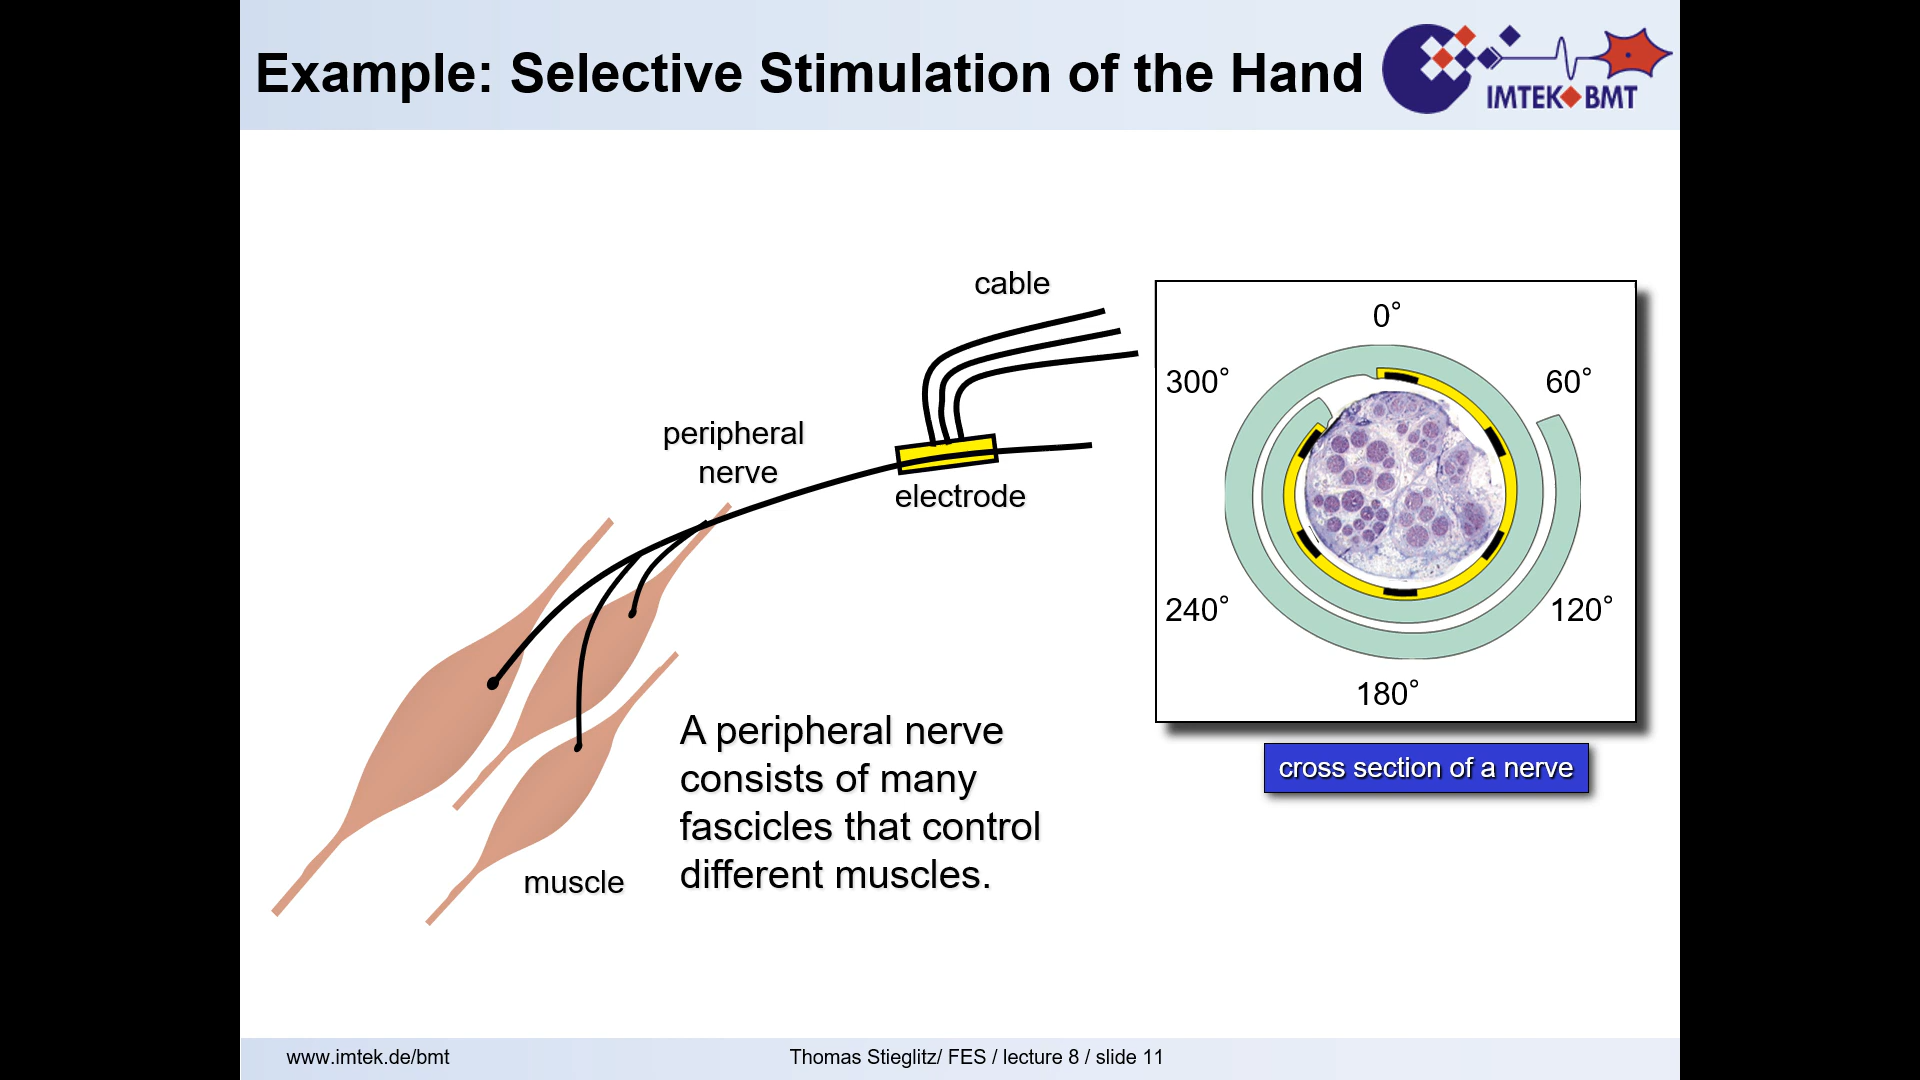 Example: Selective Stimulation of the Hand
IMTEK BMT
cable
peripheral
nerve
electrode
muscle
A peripheral nerve
consists of many
fascicles that control
different muscles.
0°
300°
60°
240°
120°
180°
cross section of a nerve
www.imtek.de/bmt
Thomas Stieglitz/ FES / lecture 8 / slide 11